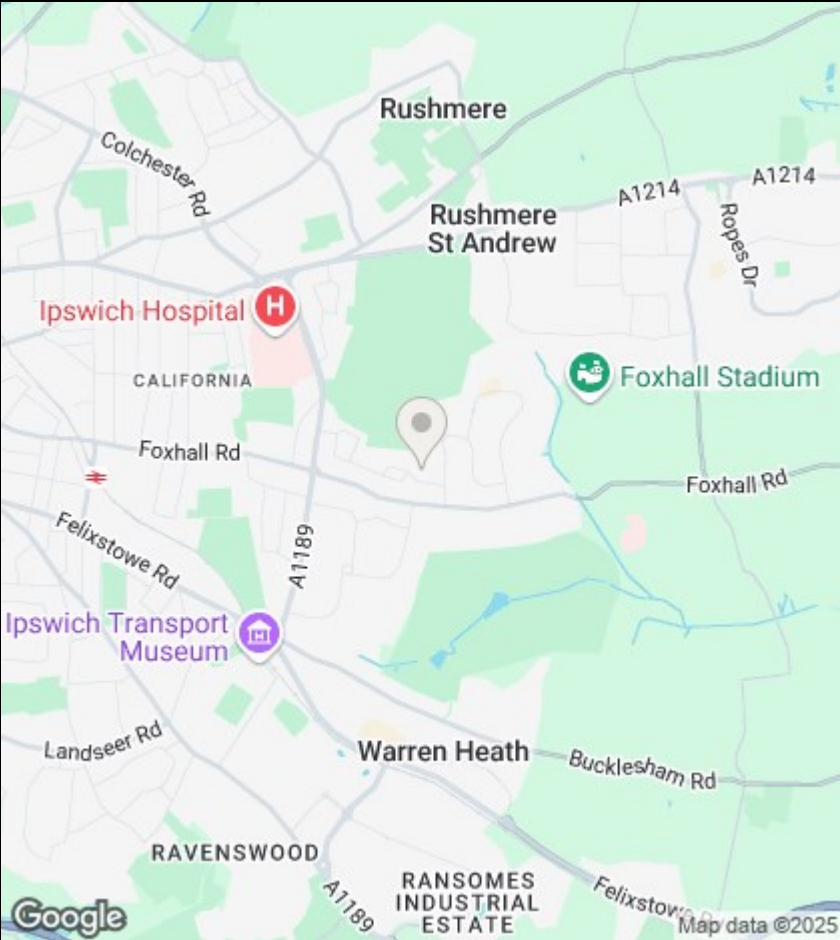 Rushmere
Colchester Rd
A1214
A1214
Rushmere
St Andrew
Ropes Dr
Ipswich Hospital
H
CALIFORNIA
Foxhall Stadium
Foxhall Rd
Foxhall Rd
Felixstowe Rd
A1189
Ipswich Transport
Museum
Landseer Rd
Warren Heath
Bucklesham Rd
RAVENSWOOD
RANSOMES
INDUSTRIAL
ESTATE
A1189
Felixstowe Rd
Google
Map data ©2025